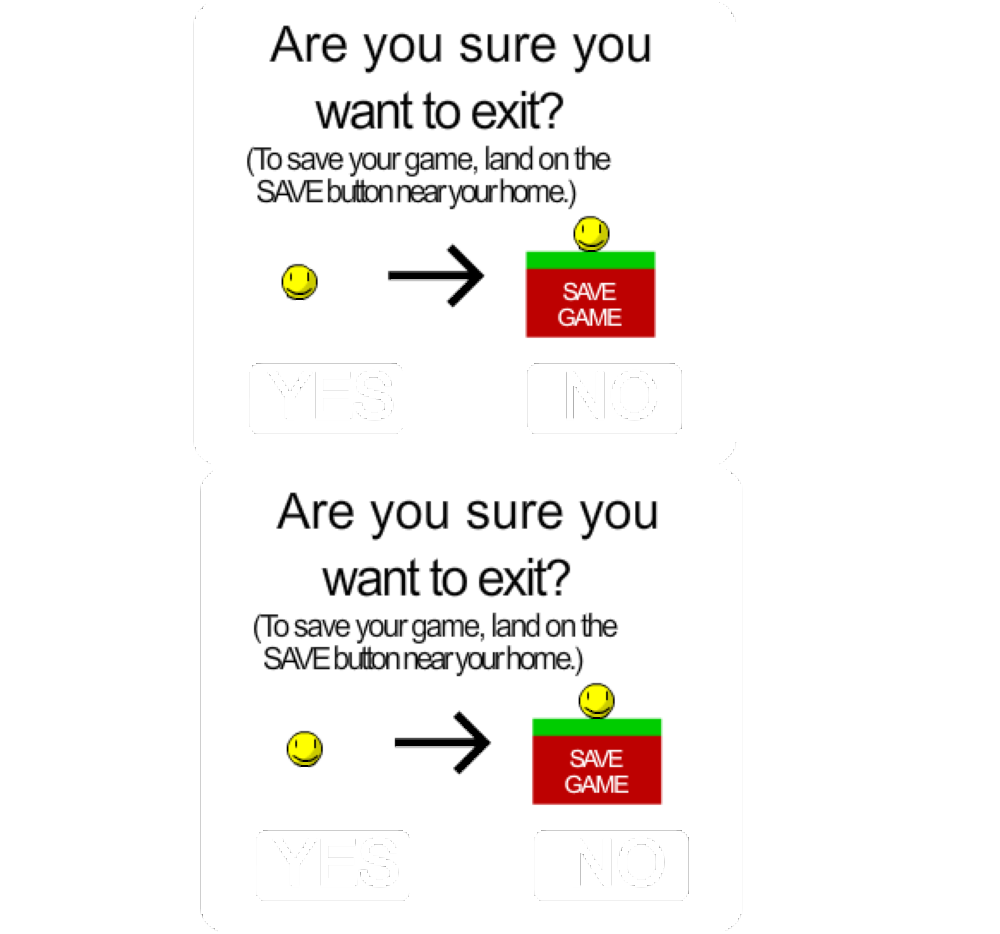 Are you sure you
want to exit?
(To save your game, land on the
SAVE button near your home.)
SAVE
GAME
YES NO
Are you sure you
want to exit?
(To save your game, land on the
SAVE button near your home.)
SAVE
GAME
YES NO